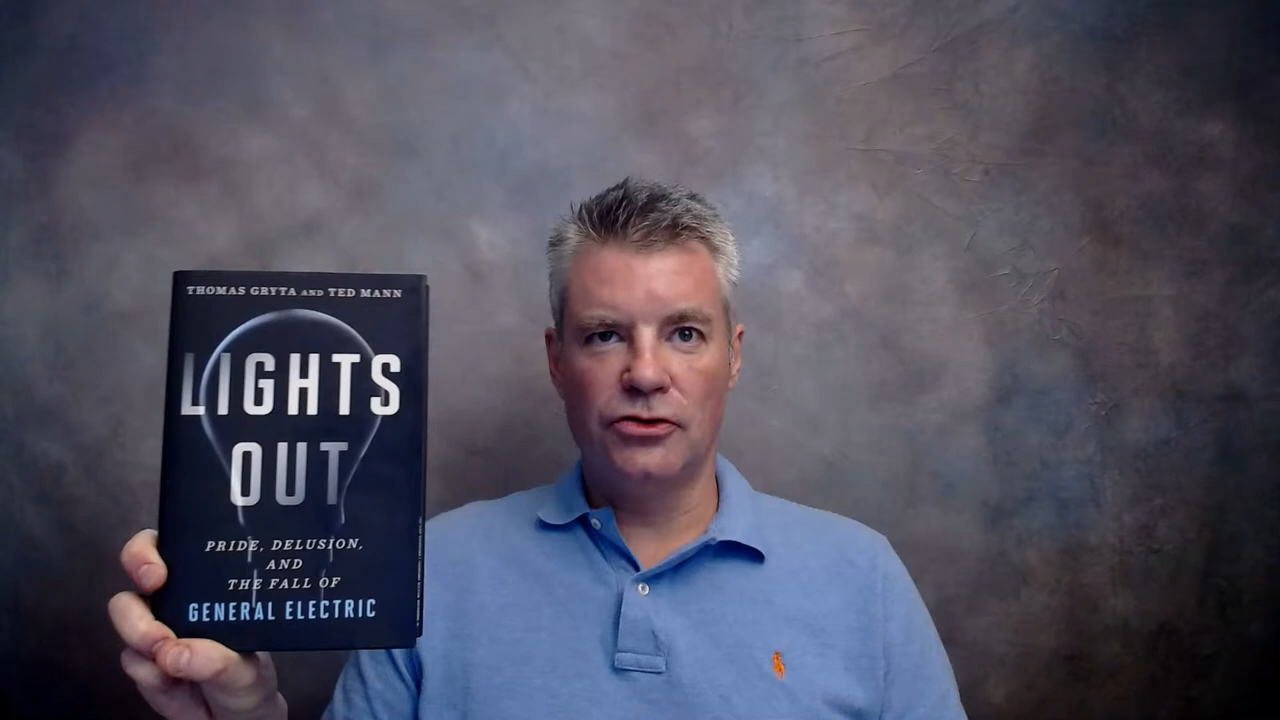 THOMAS GRYTA AND TED MANN
LIGHTS
OUT
PRIDE, DELUSION,
AND
THE FALL OF
GENERAL ELECTRIC